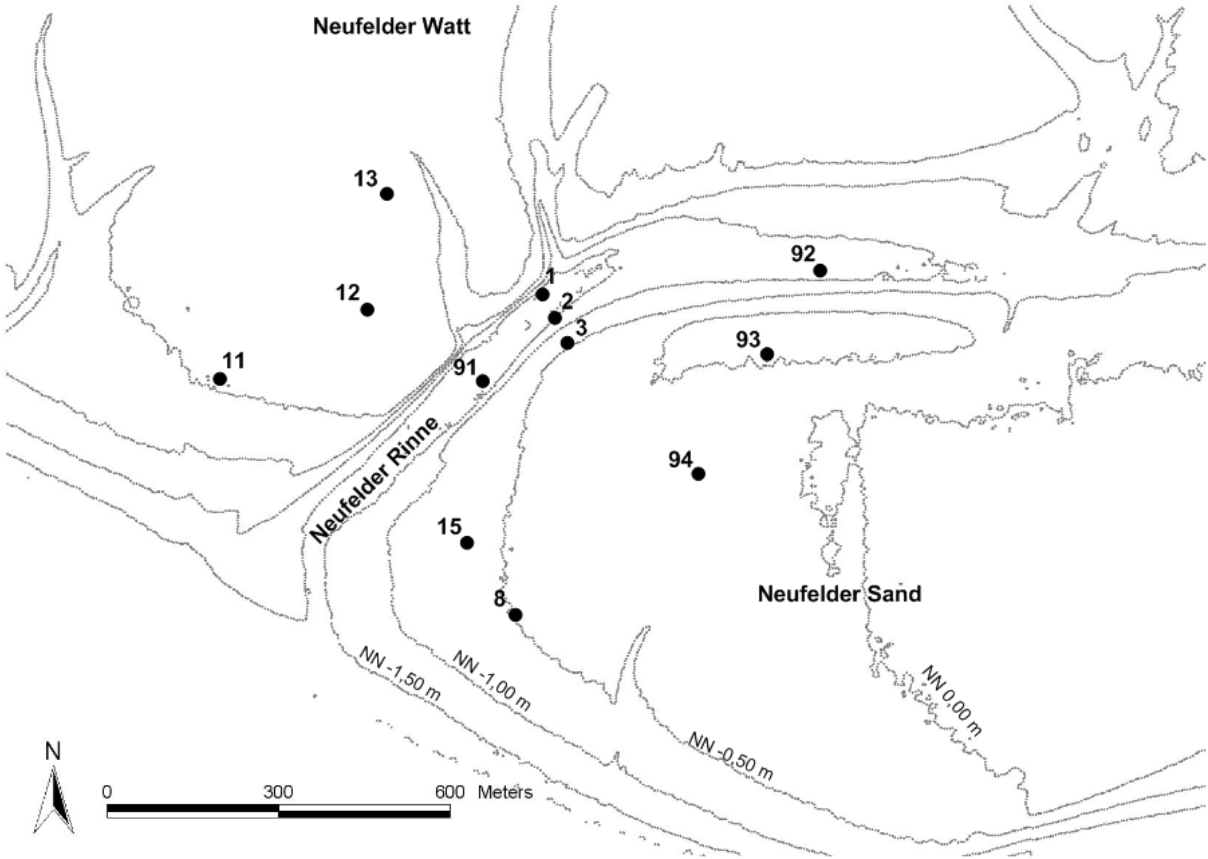 Neufelder Watt
13
92
1
12
2
3
93
11
91
Neufelder Rinne
94
15
Neufelder Sand
8
NN -1,50 m
NN -1,00 m
NN 0,00 m
NN -0,50 m
N
0 300 600 Meters